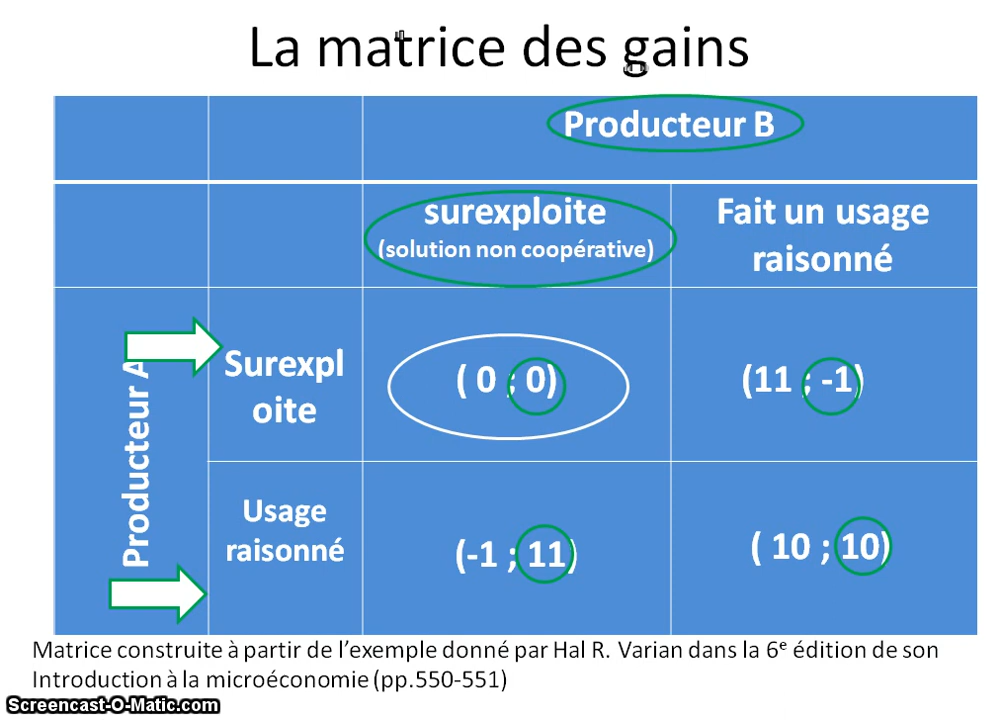 La matrice des gains
Producteur B
surexploite
(solution non coopérative)
Fait un usage
raisonné
Producteur A
Surexpl
oite
( 0 ; 0)
(11 ; -1)
Usage
raisonné
(-1 ; 11)
( 10 ; 10)
Matrice construite à partir de l’exemple donné par Hal R. Varian dans la 6e édition de son
Introduction à la microéconomie (pp.550-551)
Screencast-O-Matic.com